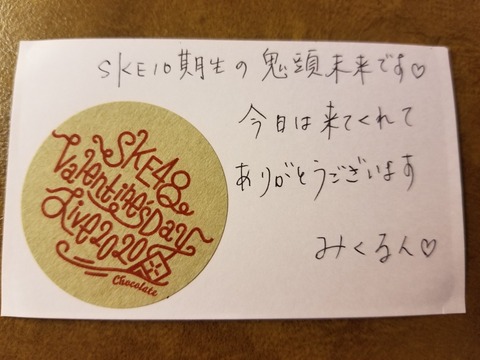 SKE10期生の鬼頭未来です♡
今日は来てくれて
ありがとうございます
みくるん♡
SKE48
Valentine's Day
Live2020
Chocolate